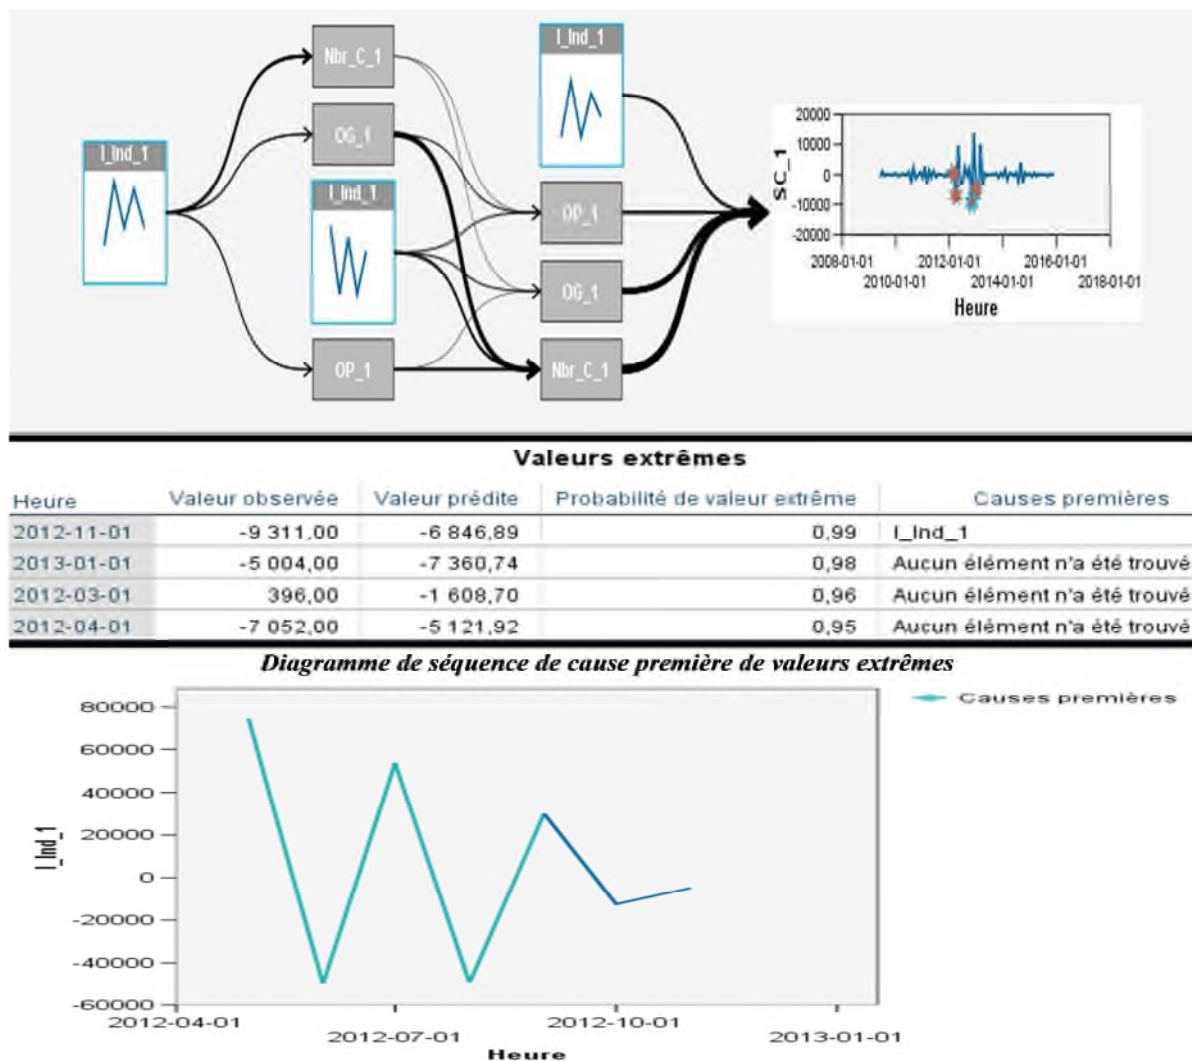 I_Ind_1
Nbr_C_1
OG_1
I_Ind_1
OP_1
I_Ind_1
OP_1
OG_1
Nbr_C_1
SC_1
20000
10000
0
-10000
-20000
2008-01-01 2012-01-01 2016-01-01
2010-01-01 2014-01-01 2018-01-01
Heure
Valeurs extrêmes
Heure Valeur observée Valeur prédite Probabilité de valeur extrême Causes premières
2012-11-01 -9 311,00 -6 846,89 0,99 I_Ind_1
2013-01-01 -5 004,00 -7 360,74 0,98 Aucun élément n'a été trouvé
2012-03-01 396,00 -1 608,70 0,96 Aucun élément n'a été trouvé
2012-04-01 -7 052,00 -5 121,92 0,95 Aucun élément n'a été trouvé
Diagramme de séquence de cause première de valeurs extrêmes
Causes premières
I_Ind_1
80000
60000
40000
20000
0
-20000
-40000
-60000
2012-04-01 2012-10-01
2012-07-01 2013-01-01
Heure